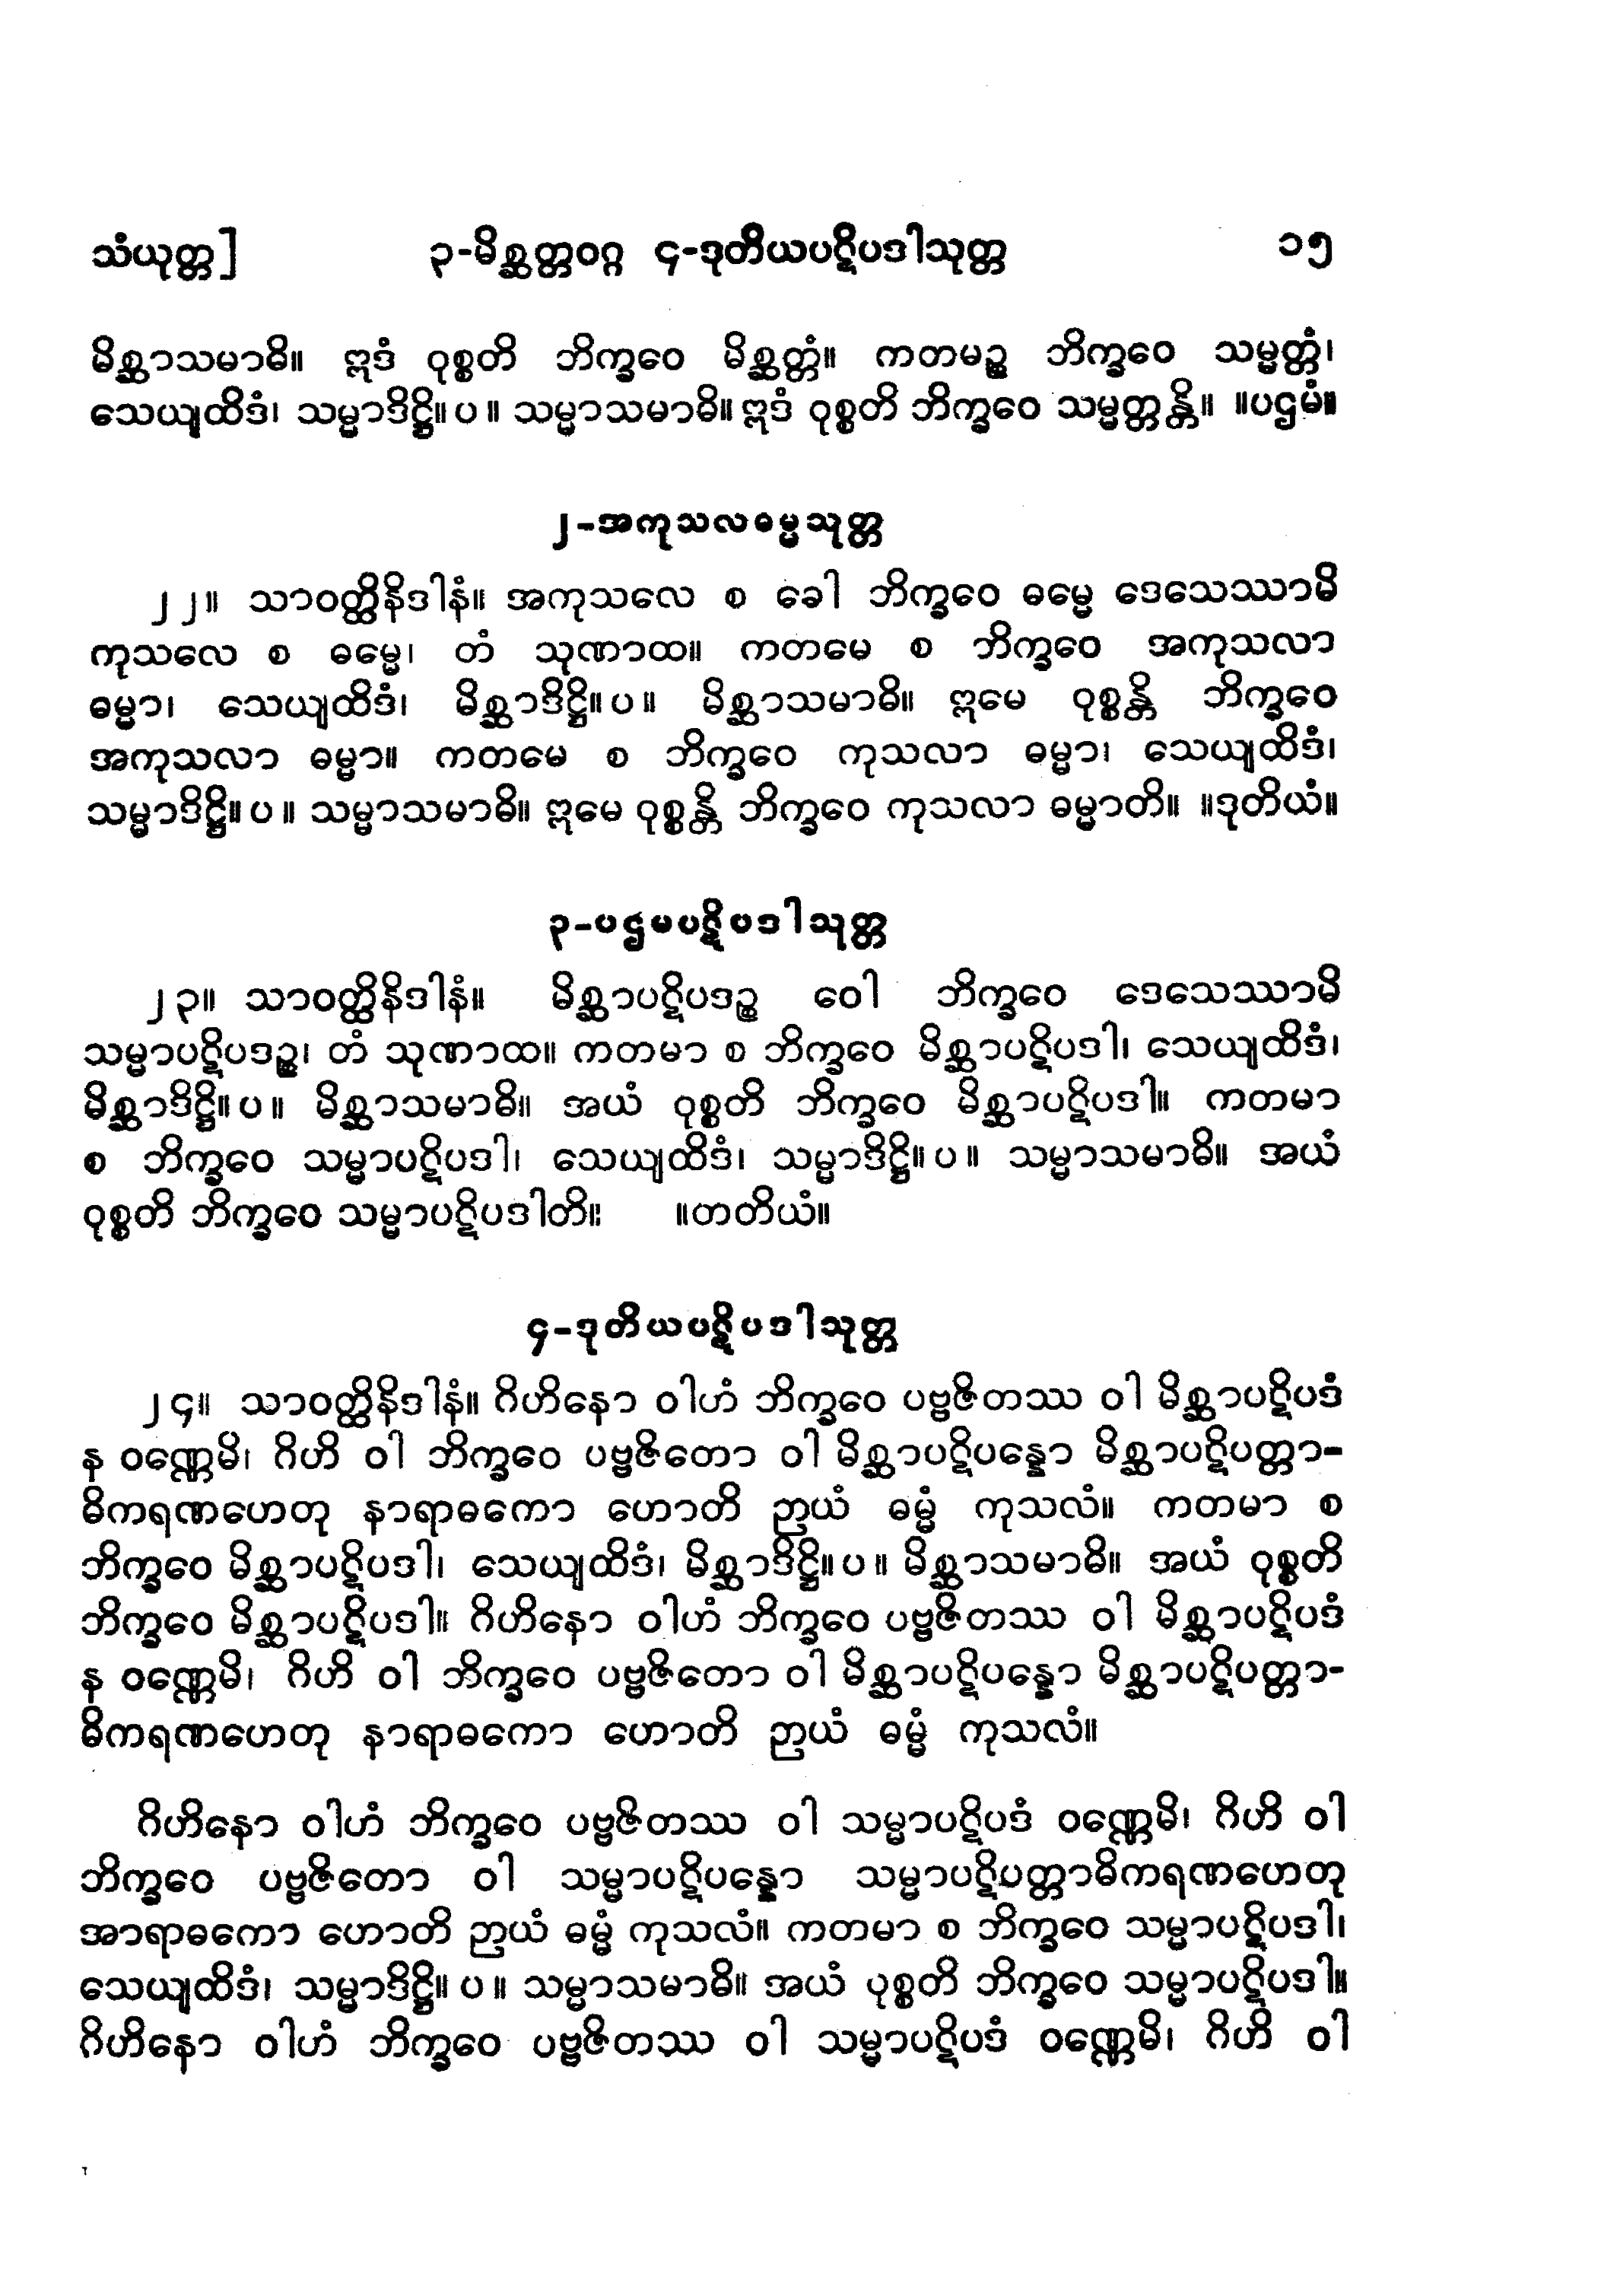 သံယုတ္တ] ၃-မိစ္ဆတ္တဝဂ္ဂ ၄-ဒုတိယပဋိပဒါသုတ္တ ၁၅
မိစ္ဆာသမာဓိ။ ဣဒံ ဝုစ္စတိ ဘိက္ခဝေ မိစ္ဆတ္တံ။ ကတမဉ္စ ဘိက္ခဝေ သမ္မတ္တံ၊
သေယျထိဒံ၊ သမ္မာဒိဋ္ဌိ။ ပ ။ သမ္မာသမာဓိ။ ဣဒံ ဝုစ္စတိ ဘိက္ခဝေ သမ္မတ္တန္တိ။ ။ပဌမံ။
၂-အကုသလဓမ္မသုတ္တ
၂၂။ သာဝတ္ထိနိဒါနံ။ အကုသလေ စ ခေါ ဘိက္ခဝေ ဓမ္မေ ဒေသေဿာမိ
ကုသလေ စ ဓမ္မေ၊ တံ သုဏာထ။ ကတမေ စ ဘိက္ခဝေ အကုသလာ
ဓမ္မာ၊ သေယျထိဒံ၊ မိစ္ဆာဒိဋ္ဌိ။ ပ ။ မိစ္ဆာသမာဓိ။ ဣမေ ဝုစ္စန္တိ ဘိက္ခဝေ
အကုသလာ ဓမ္မာ။ ကတမေ စ ဘိက္ခဝေ ကုသလာ ဓမ္မာ၊ သေယျထိဒံ၊
သမ္မာဒိဋ္ဌိ။ ပ ။ သမ္မာသမာဓိ။ ဣမေ ဝုစ္စန္တိ ဘိက္ခဝေ ကုသလာ ဓမ္မာတိ။ ။ဒုတိယံ။
၃-ပဌမပဋိပဒါသုတ္တ
၂၃။ သာဝတ္ထိနိဒါနံ။ မိစ္ဆာပဋိပဒဉ္စ ဝေါ ဘိက္ခဝေ ဒေသေဿာမိ
သမ္မာပဋိပဒဉ္စ၊ တံ သုဏာထ။ ကတမာ စ ဘိက္ခဝေ မိစ္ဆာပဋိပဒါ၊ သေယျထိဒံ၊
မိစ္ဆာဒိဋ္ဌိ။ ပ ။ မိစ္ဆာသမာဓိ။ အယံ ဝုစ္စတိ ဘိက္ခဝေ မိစ္ဆာပဋိပဒါ။ ကတမာ
စ ဘိက္ခဝေ သမ္မာပဋိပဒါ၊ သေယျထိဒံ၊ သမ္မာဒိဋ္ဌိ။ ပ ။ သမ္မာသမာဓိ။ အယံ
ဝုစ္စတိ ဘိက္ခဝေ သမ္မာပဋိပဒါတိ။ ။တတိယံ။
၄-ဒုတိယပဋိပဒါသုတ္တ
၂၄။ သာဝတ္ထိနိဒါနံ။ ဂိဟိနော ဝါဟံ ဘိက္ခဝေ ပဗ္ဗဇိတဿ ဝါ မိစ္ဆာပဋိပဒံ
န ဝဏ္ဏေမိ၊ ဂိဟိ ဝါ ဘိက္ခဝေ ပဗ္ဗဇိတော ဝါ မိစ္ဆာပဋိပန္နော မိစ္ဆာပဋိပတ္တာ-
ဓိကရဏဟေတု နာရာဓကော ဟောတိ ဉာယံ ဓမ္မံ ကုသလံ။ ကတမာ စ
ဘိက္ခဝေ မိစ္ဆာပဋိပဒါ၊ သေယျထိဒံ၊ မိစ္ဆာဒိဋ္ဌိ။ ပ ။ မိစ္ဆာသမာဓိ။ အယံ ဝုစ္စတိ
ဘိက္ခဝေ မိစ္ဆာပဋိပဒါ။ ဂိဟိနော ဝါဟံ ဘိက္ခဝေ ပဗ္ဗဇိတဿ ဝါ မိစ္ဆာပဋိပဒံ
န ဝဏ္ဏေမိ၊ ဂိဟိ ဝါ ဘိက္ခဝေ ပဗ္ဗဇိတော ဝါ မိစ္ဆာပဋိပန္နော မိစ္ဆာပဋိပတ္တာ-
ဓိကရဏဟေတု နာရာဓကော ဟောတိ ဉာယံ ဓမ္မံ ကုသလံ။
ဂိဟိနော ဝါဟံ ဘိက္ခဝေ ပဗ္ဗဇိတဿ ဝါ သမ္မာပဋိပဒံ ဝဏ္ဏေမိ၊ ဂိဟိ ဝါ
ဘိက္ခဝေ ပဗ္ဗဇိတော ဝါ သမ္မာပဋိပန္နော သမ္မာပဋိပတ္တာဓိကရဏဟေတု
အာရာဓကော ဟောတိ ဉာယံ ဓမ္မံ ကုသလံ။ ကတမာ စ ဘိက္ခဝေ သမ္မာပဋိပဒါ၊
သေယျထိဒံ၊ သမ္မာဒိဋ္ဌိ။ ပ ။ သမ္မာသမာဓိ။ အယံ ပုစ္စတိ ဘိက္ခဝေ သမ္မာပဋိပဒါ။
ဂိဟိနော ဝါဟံ ဘိက္ခဝေ ပဗ္ဗဇိတဿ ဝါ သမ္မာပဋိပဒံ ဝဏ္ဏေမိ၊ ဂိဟိ ဝါ